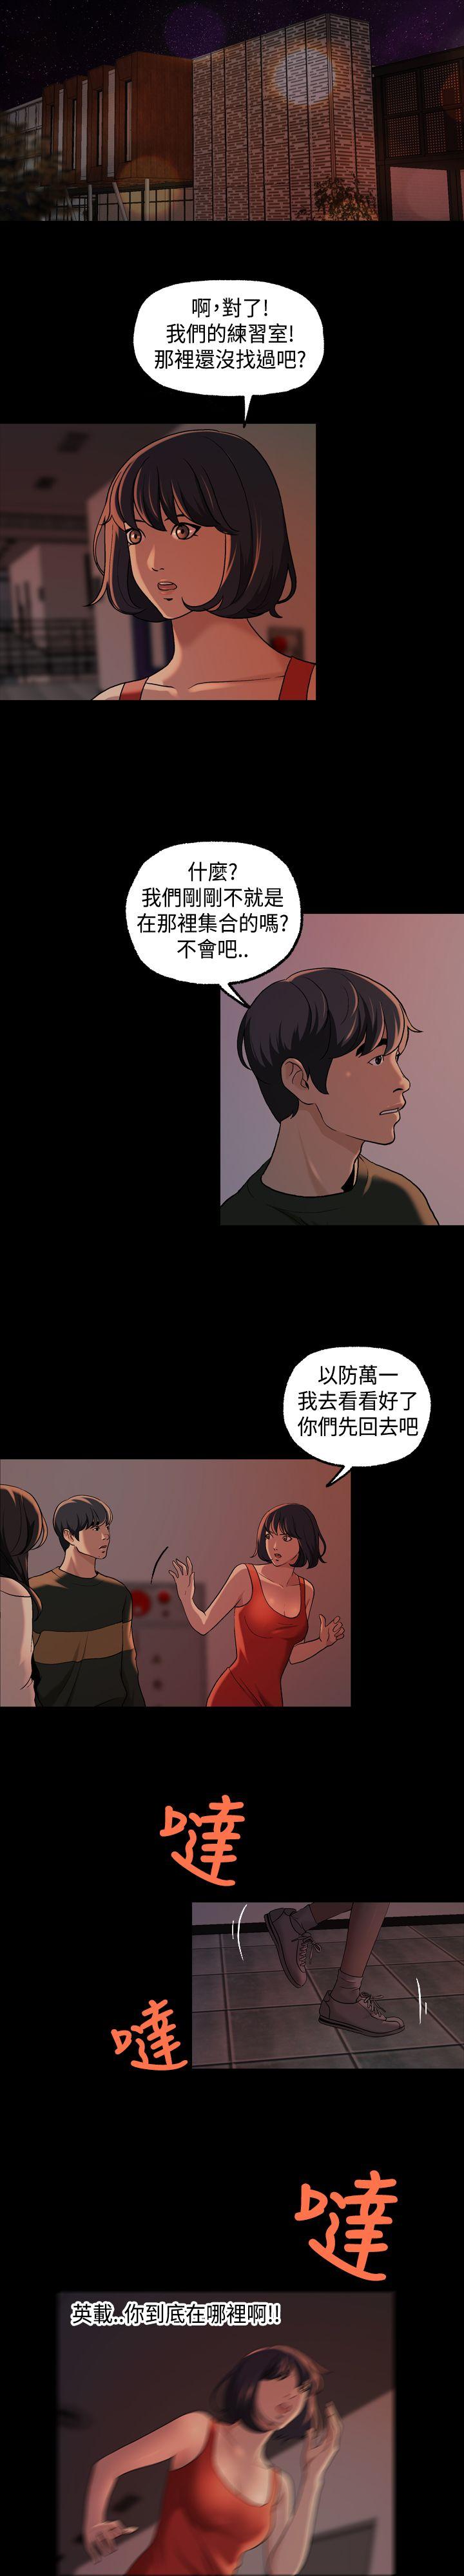 啊,對了!
我們的練習室!
那裡還沒找過吧?
什麼?
我們剛剛不就是
在那裡集合的嗎?
不會吧..
以防萬一
我去看看好了
你們先回去吧
噠
噠
噠
英載..你到底在哪裡啊!!